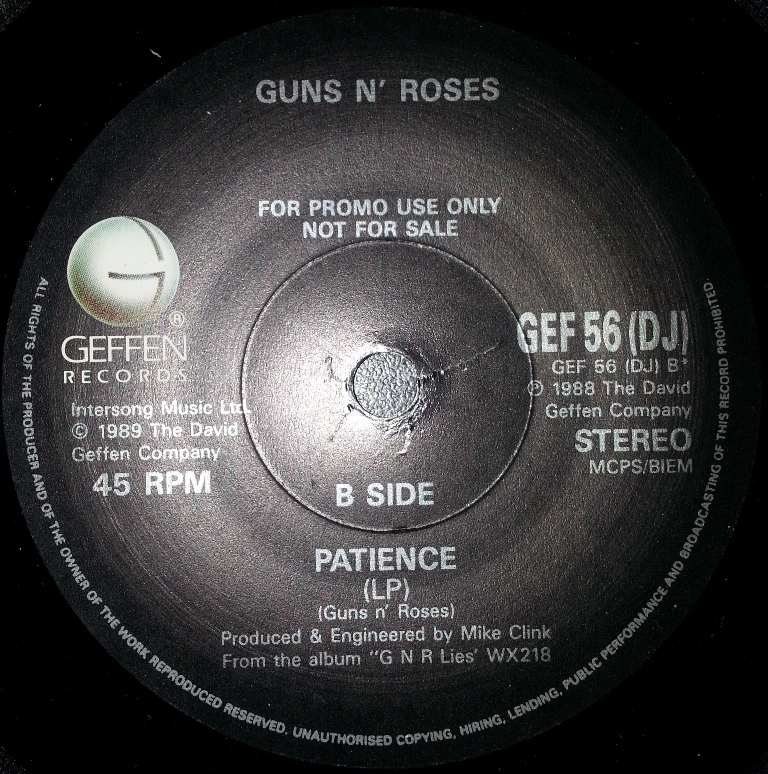 GUNS N' ROSES
FOR PROMO USE ONLY
NOT FOR SALE
GEFFEN
RECORDS
®
Intersong Music Ltd.
© 1989 The David
Geffen Company
45 RPM
GEF 56 (DJ)
GEF 56 (DJ) B*
℗ 1988 The David
Geffen Company
STEREO
MCPS/BIEM
B SIDE
PATIENCE
(LP)
(Guns n' Roses)
Produced & Engineered by Mike Clink
From the album "G N R Lies' WX218
ALL RIGHTS OF THE PRODUCER AND OF THE OWNER OF THE WORK REPRODUCED RESERVED. UNAUTHORISED COPYING, HIRING, LENDING, PUBLIC PERFORMANCE AND BROADCASTING OF THIS RECORD PROHIBITED.